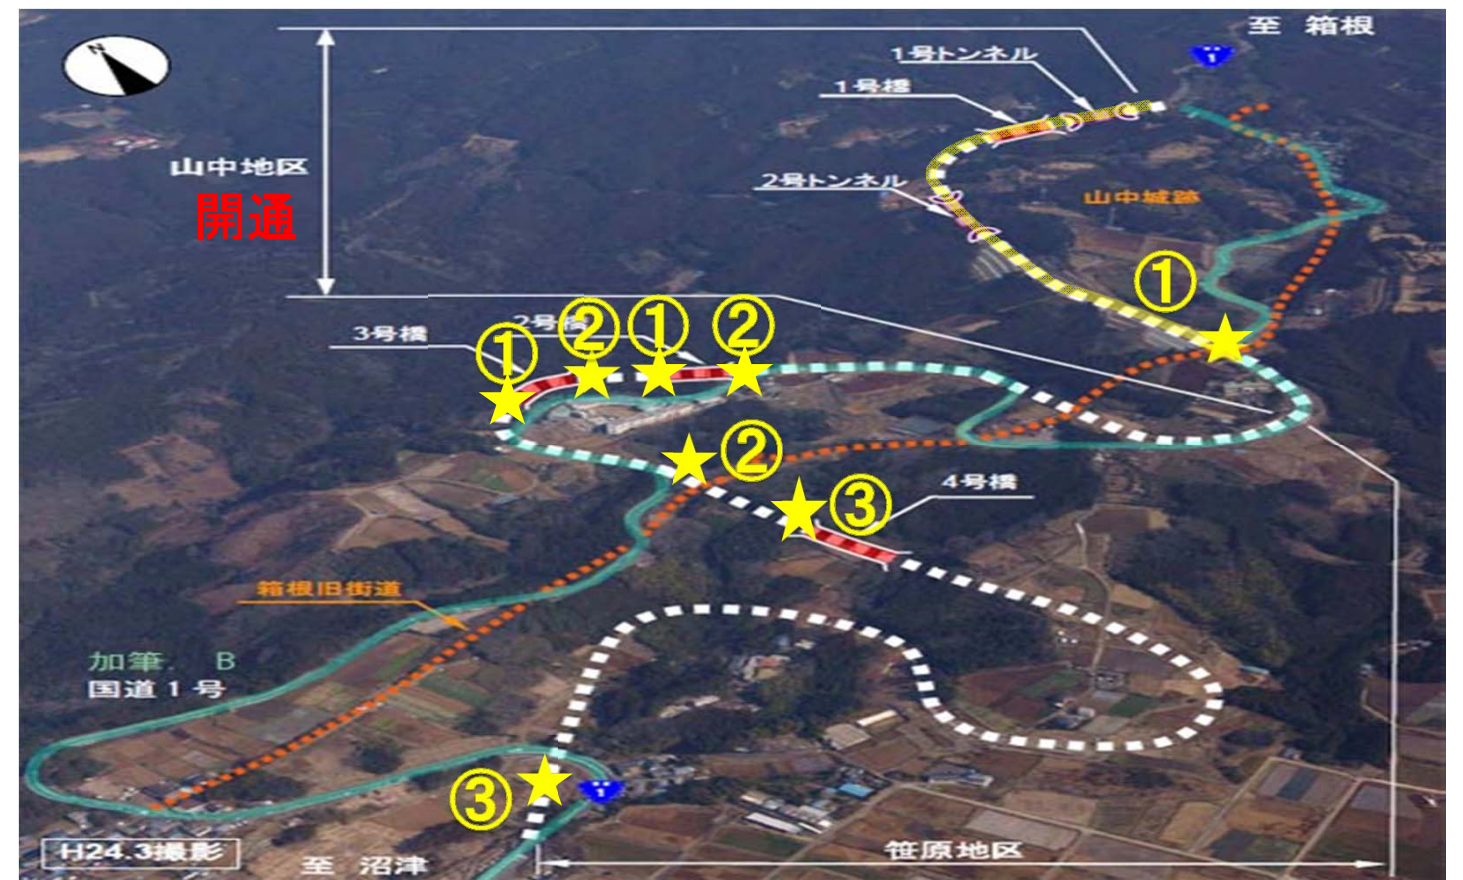 至 箱根
1
1号トンネル
1号橋
N
山中地区
開通
2号トンネル
山中城跡
①
3号橋
2号橋
① ② ① ②
②
③
4号橋
箱根旧街道
加筆. B
国道1号
③
1
H24.3撮影
至 沼津
笹原地区